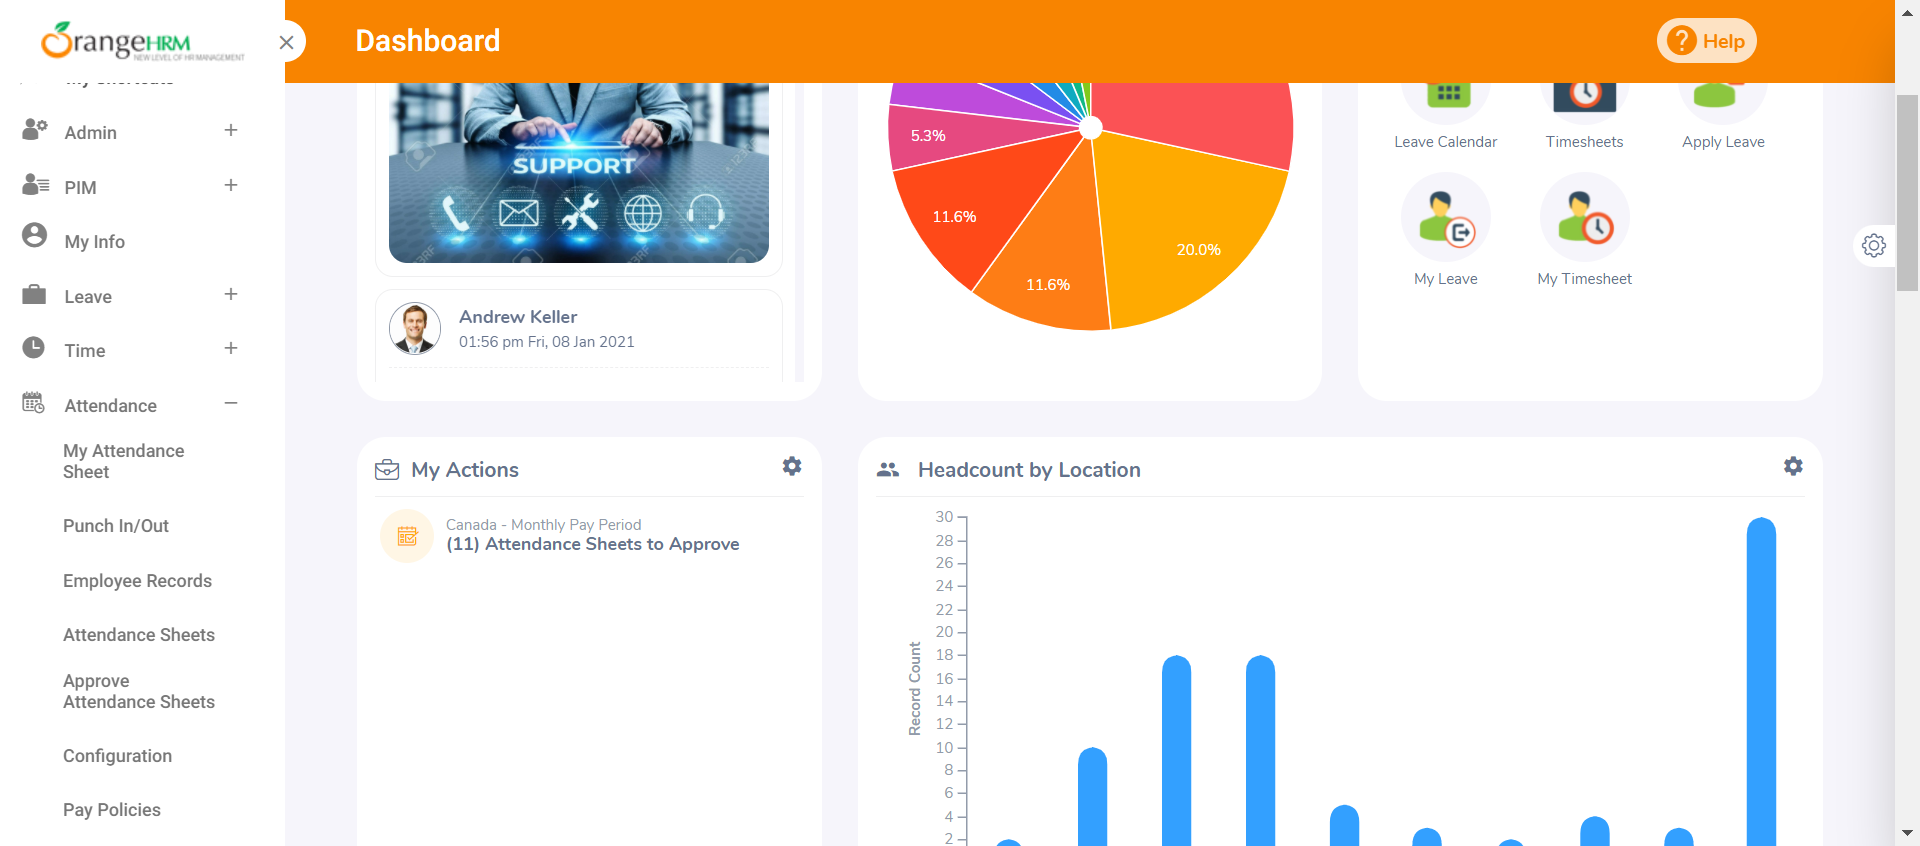 OrangeHRM
NEW LEVEL OF HR MANAGEMENT
Dashboard
Help
My Shortcuts
Admin
PIM
My Info
Leave
Time
Attendance
My Attendance
Sheet
Punch In/Out
Employee Records
Attendance Sheets
Approve
Attendance Sheets
Configuration
Pay Policies
SUPPORT
Andrew Keller
01:56 pm Fri, 08 Jan 2021
5.3%
11.6%
11.6%
20.0%
Leave Calendar
Timesheets
Apply Leave
My Leave
My Timesheet
My Actions
Canada - Monthly Pay Period
(11) Attendance Sheets to Approve
Headcount by Location
Record Count
30
28
26
24
22
20
18
16
14
12
10
8
6
4
2